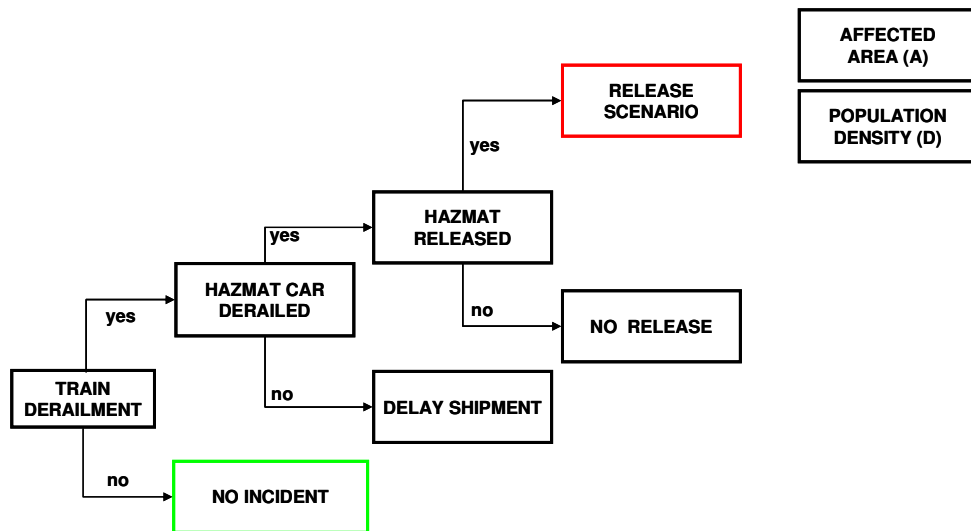 AFFECTED
AREA (A)
RELEASE
SCENARIO
POPULATION
DENSITY (D)
yes
HAZMAT
RELEASED
yes
HAZMAT CAR
DERAILED
no
NO RELEASE
yes
TRAIN
DERAILMENT
no
DELAY SHIPMENT
no
NO INCIDENT